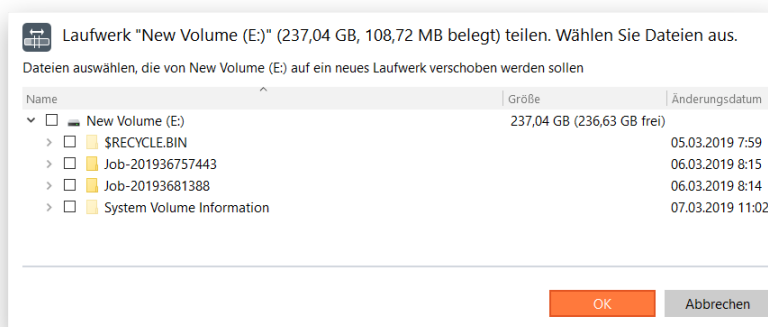 Laufwerk "New Volume (E:)" (237,04 GB, 108,72 MB belegt) teilen. Wählen Sie Dateien aus.
Dateien auswählen, die von New Volume (E:) auf ein neues Laufwerk verschoben werden sollen
Name Größe Änderungsdatum
New Volume (E:) 237,04 GB (236,63 GB frei)
$RECYCLE.BIN 05.03.2019 7:59
Job-201936757443 06.03.2019 8:15
Job-20193681388 06.03.2019 8:14
System Volume Information 07.03.2019 11:02
OK Abbrechen